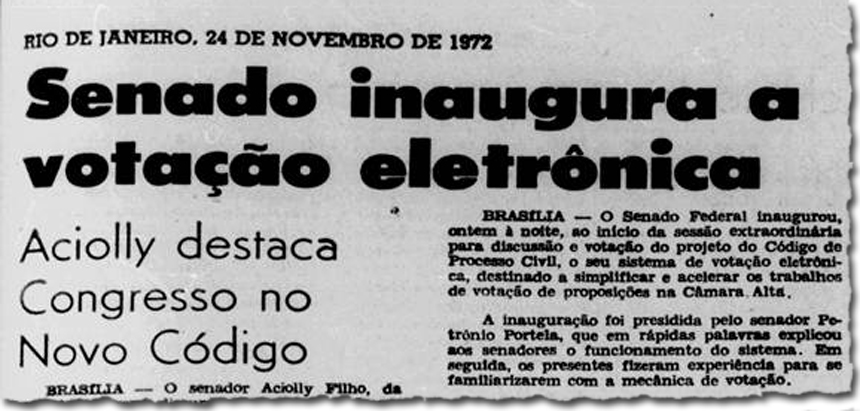 RIO DE JANEIRO, 24 DE NOVEMBRO DE 1972
Senado inaugura a
votação eletrônica
Aciolly destaca
Congresso no
Novo Código
BRASÍLIA — O senador Aciolly Filho, da
BRASÍLIA — O Senado Federal inaugurou,
ontem à noite, ao início da sessão extraordinária
para discussão e votação do projeto do Código de
Processo Civil, o seu sistema de votação eletrôni-
ca, destinado a simplificar e acelerar os trabalhos
de votação de proposições na Câmara Alta.
A inauguração foi presidida pelo senador Pe-
trônio Portela, que em rápidas palavras explicou
aos senadores o funcionamento do sistema. Em
seguida, os presentes fizeram experiência para se
familiarizarem com a mecânica de votação.